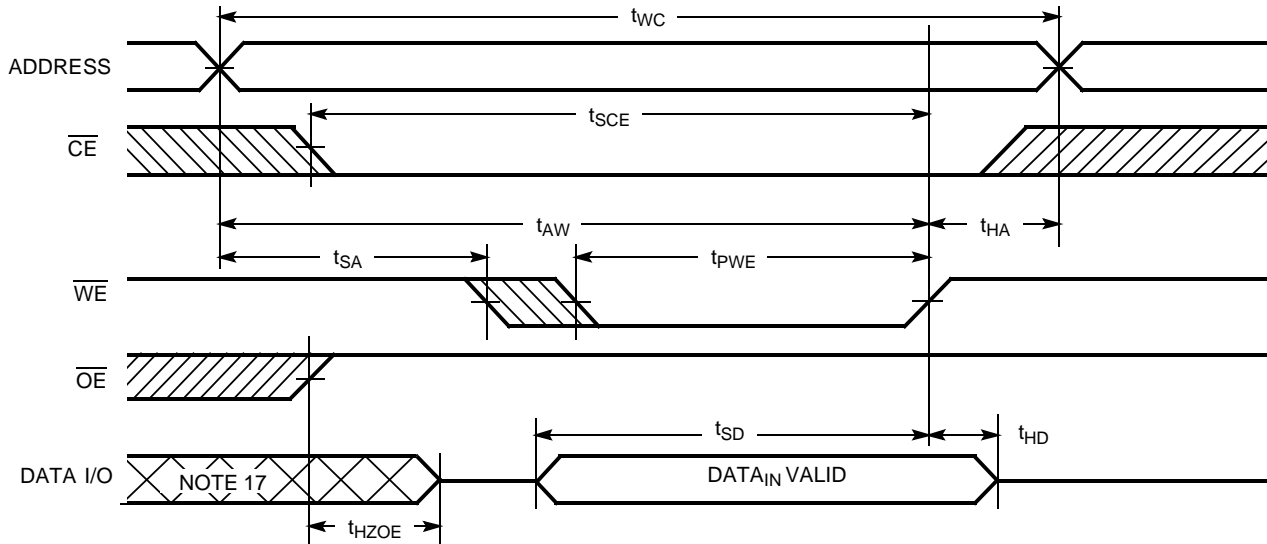 tWC
ADDRESS
tSCE
CE
tAW
tHA
tSA
tPWE
WE
OE
tSD
tHD
DATA I/O
NOTE 17
DATAIN VALID
tHZOE